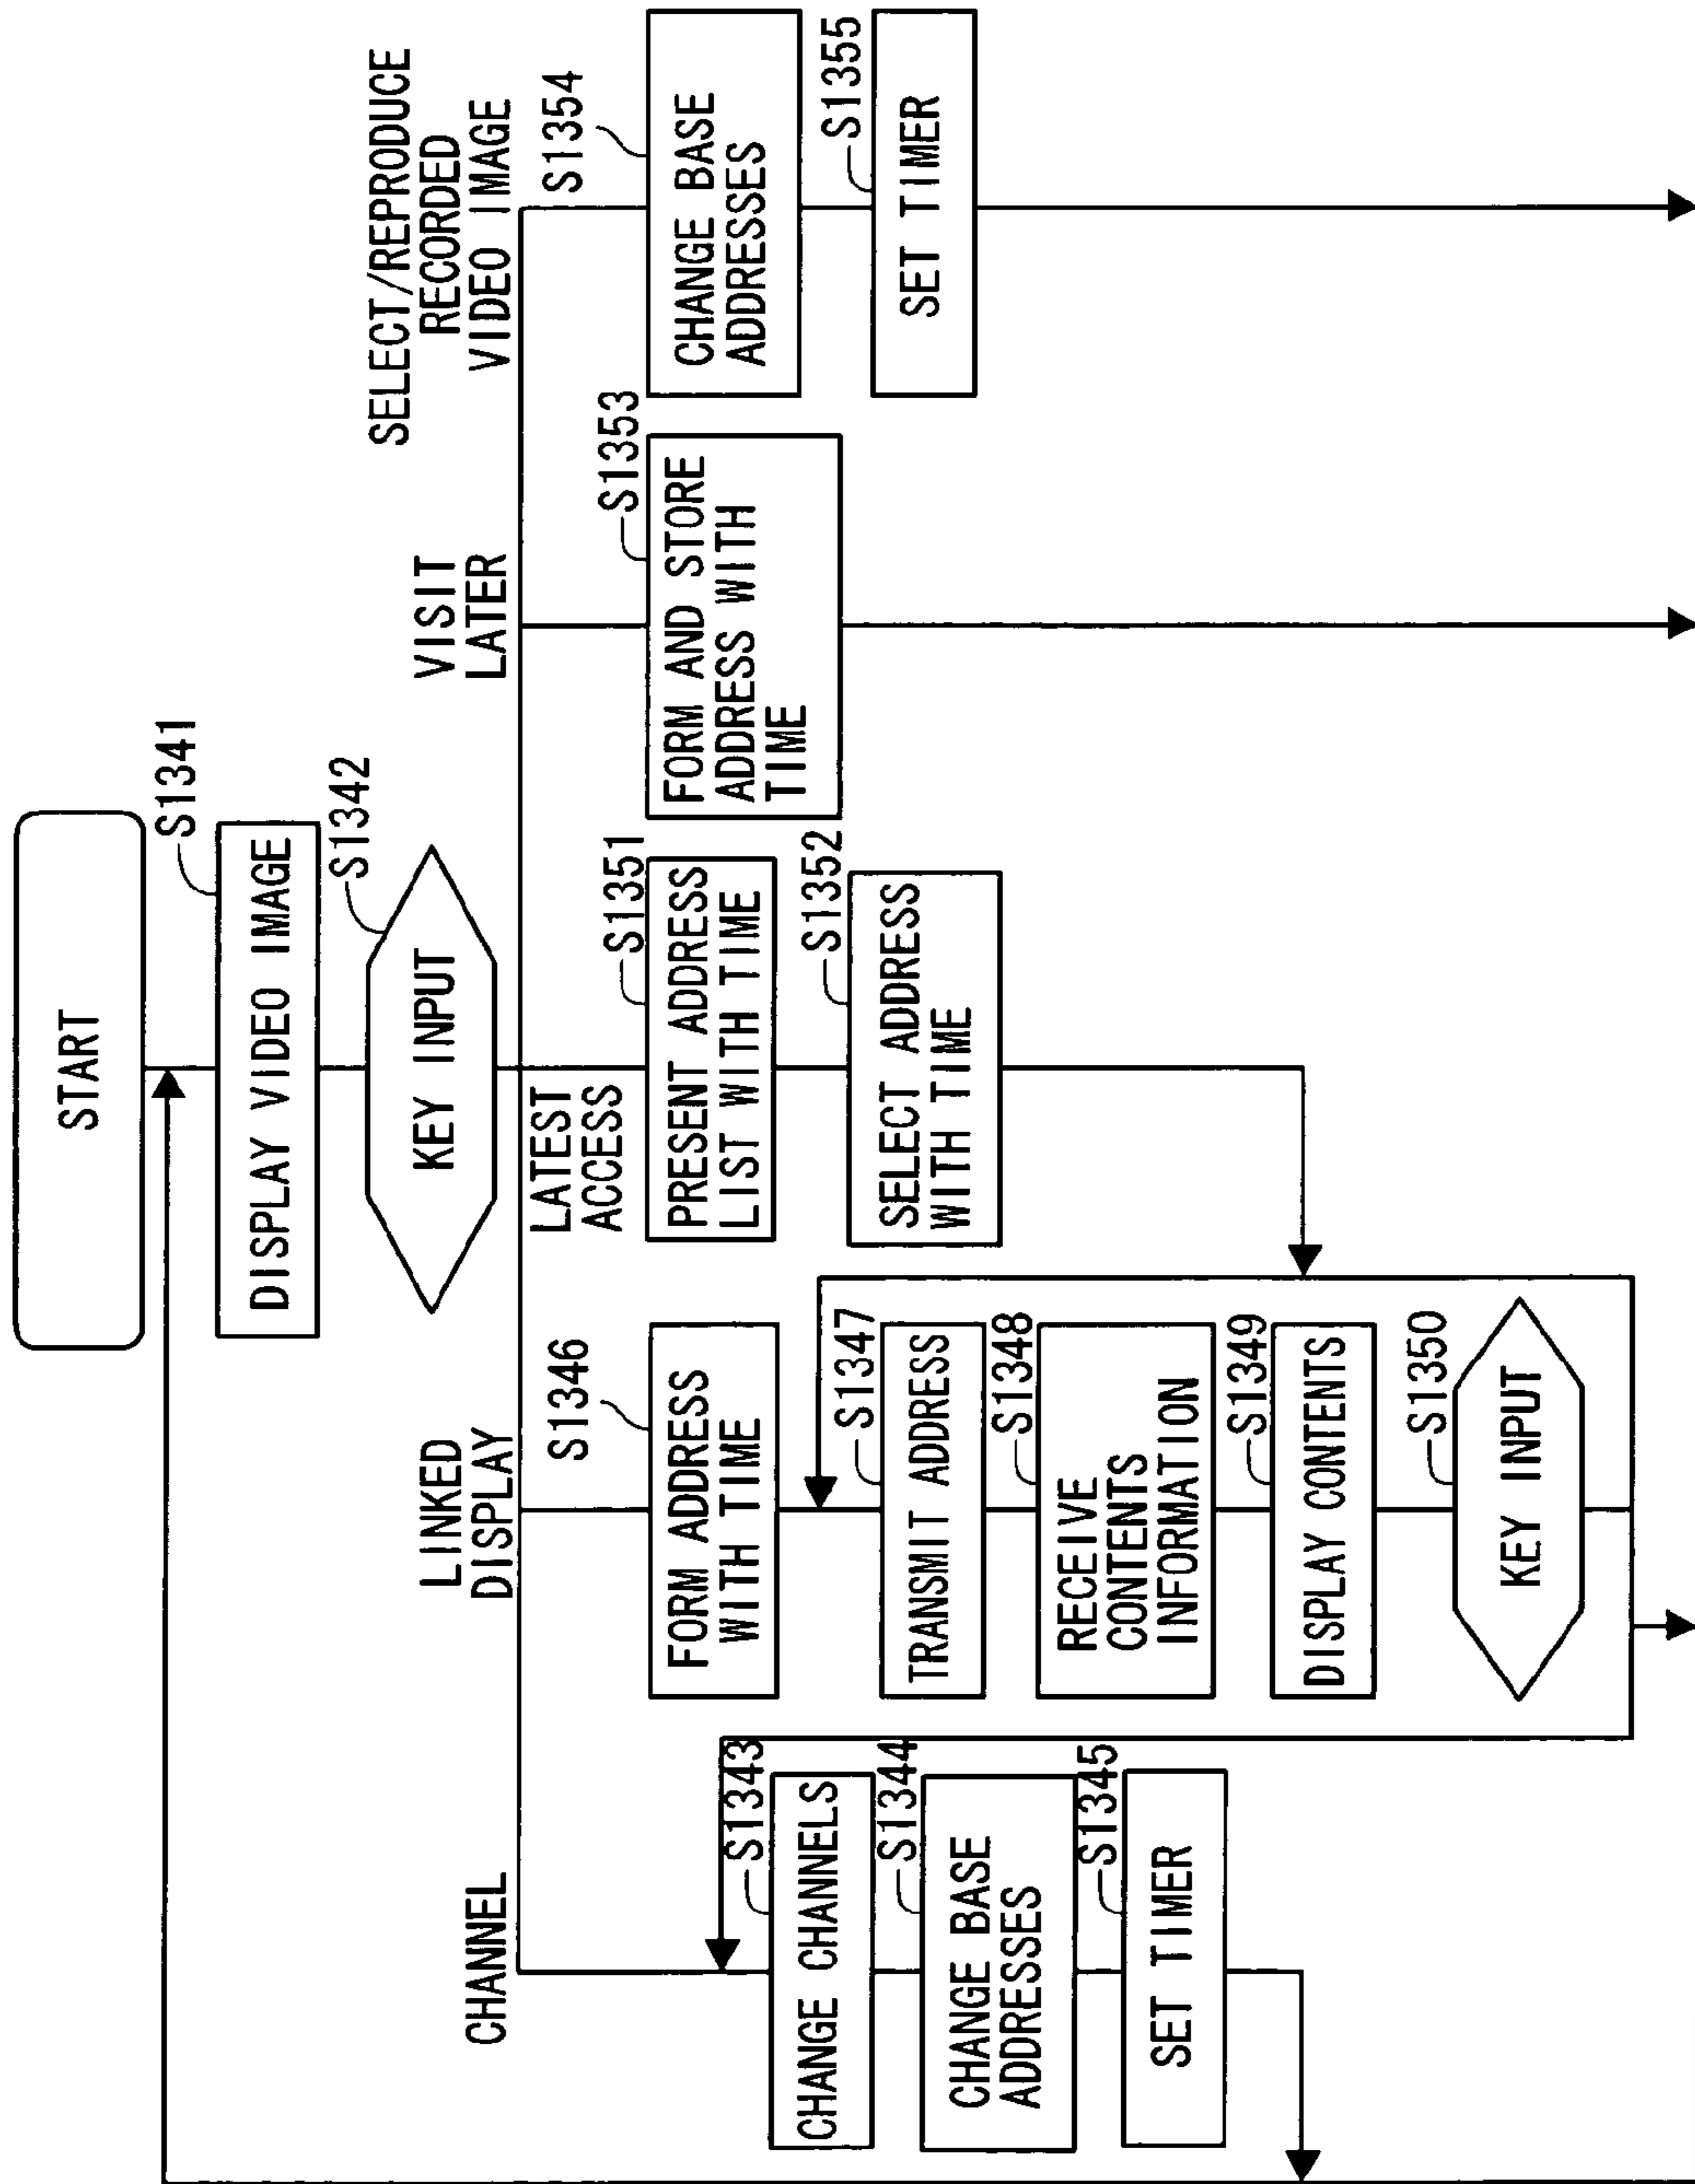 START
S1341
DISPLAY VIDEO IMAGE
S1342
KEY INPUT
CHANNEL
LINKED
DISPLAY
LATEST
ACCESS
VISIT
LATER
SELECT/REPRODUCE
RECORDED
VIDEO IMAGE
S1343
CHANGE CHANNELS
S1344
CHANGE BASE
ADDRESSES
S1345
SET TIMER
S1346
FORM ADDRESS
WITH TIME
S1347
TRANSMIT ADDRESS
S1348
RECEIVE
CONTENTS
INFORMATION
S1349
DISPLAY CONTENTS
S1350
KEY INPUT
S1351
PRESENT ADDRESS
LIST WITH TIME
S1352
SELECT ADDRESS
WITH TIME
S1353
FORM AND STORE
ADDRESS WITH
TIME
S1354
CHANGE BASE
ADDRESSES
S1355
SET TIMER